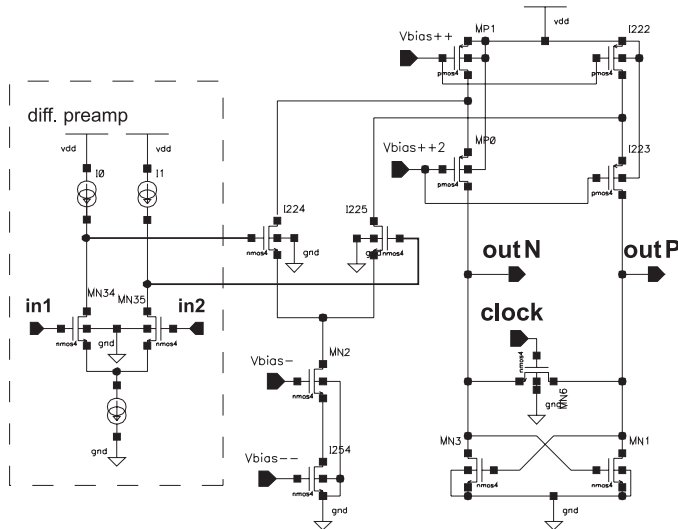 vdd
MP1
I222
Vbias++
pmos4
pmos4
diff. preamp
vdd
vdd
I0
I1
MP0
Vbias++2
I223
pmos4
pmos4
I224
I225
nmos4
gnd
gnd
nmos4
outN
outP
MN34
MN35
in1
in2
nmos4
gnd
nmos4
clock
nmos4
gnd
MN6
MN2
Vbias-
nmos4
gnd
MN3
MN1
I254
Vbias--
nmos4
nmos4
nmos4
gnd
gnd